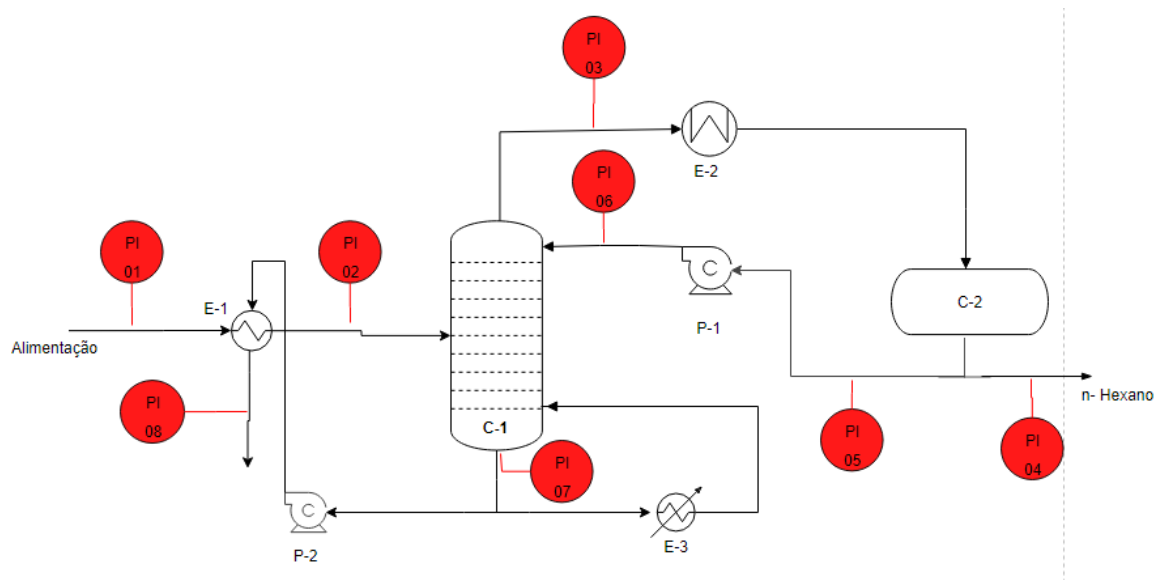 PI
03
E-2
PI
06
PI
01
PI
02
E-1
C-2
C
P-1
Alimentação
n- Hexano
PI
08
C-1
PI
07
PI
05
PI
04
C
P-2
E-3